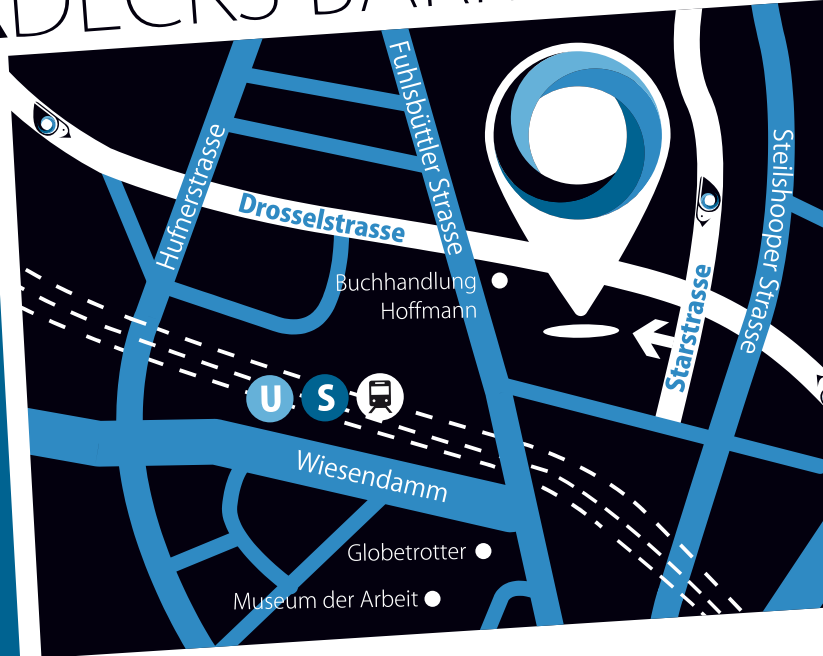 Hufnerstrasse
Fuhlsbüttler Strasse
Drosselstrasse
Steilshooper Strasse
Starstrasse
Buchhandlung
Hoffmann
U
S
Wiesendamm
Globetrotter
Museum der Arbeit